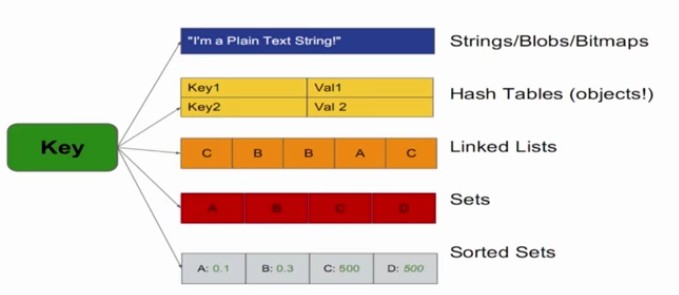 "I'm a Plain Text String!"
Strings/Blobs/Bitmaps
Key1 Val1
Key2 Val 2
Hash Tables (objects!)
Key
C B B A C
Linked Lists
A B C D
Sets
A: 0.1 B: 0.3 C: 500 D: 500
Sorted Sets